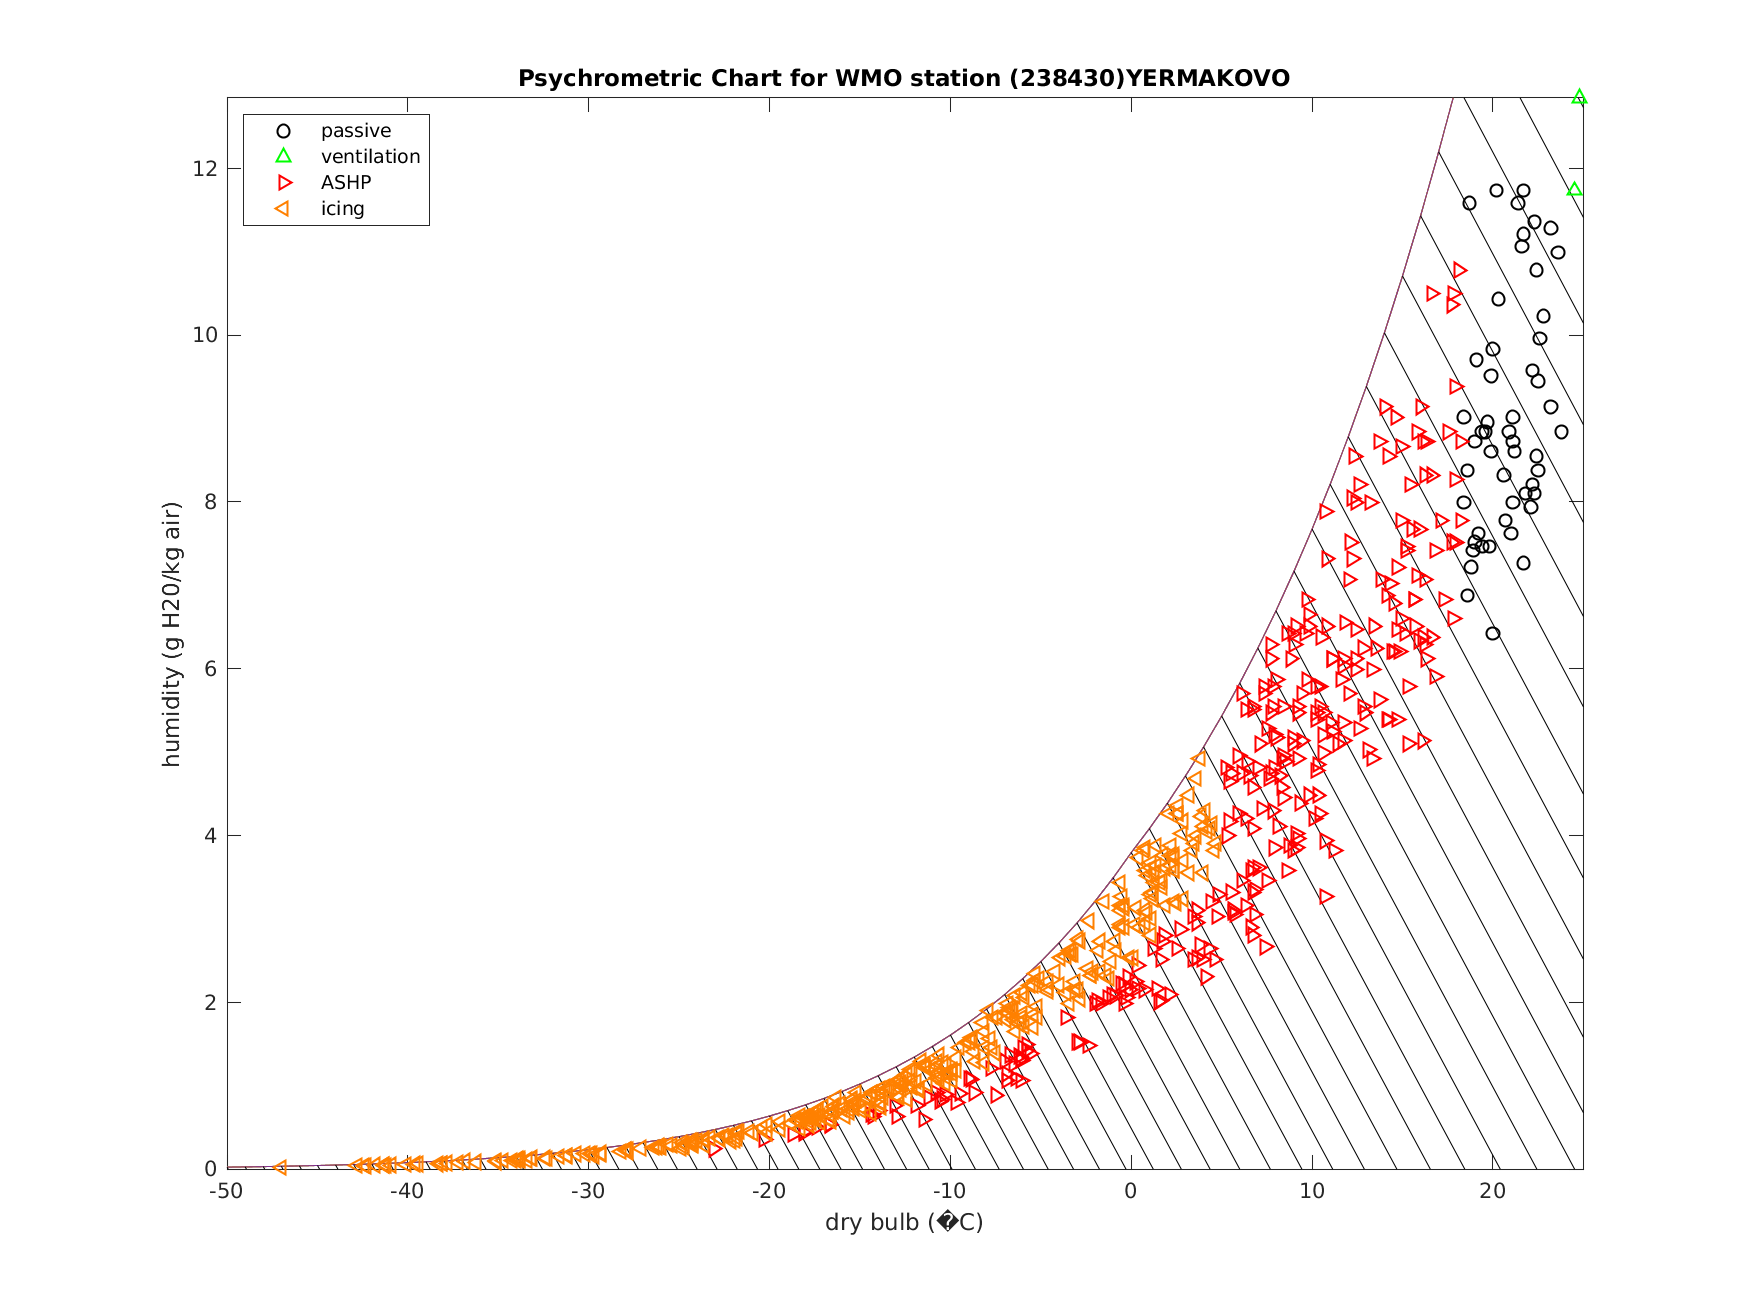 Psychrometric Chart for WMO station (238430)YERMAKOVO
passive
ventilation
ASHP
icing
humidity (g H20/kg air)
12
10
8
6
4
2
0
-50 -40 -30 -20 -10 0 10 20
dry bulb (�C)